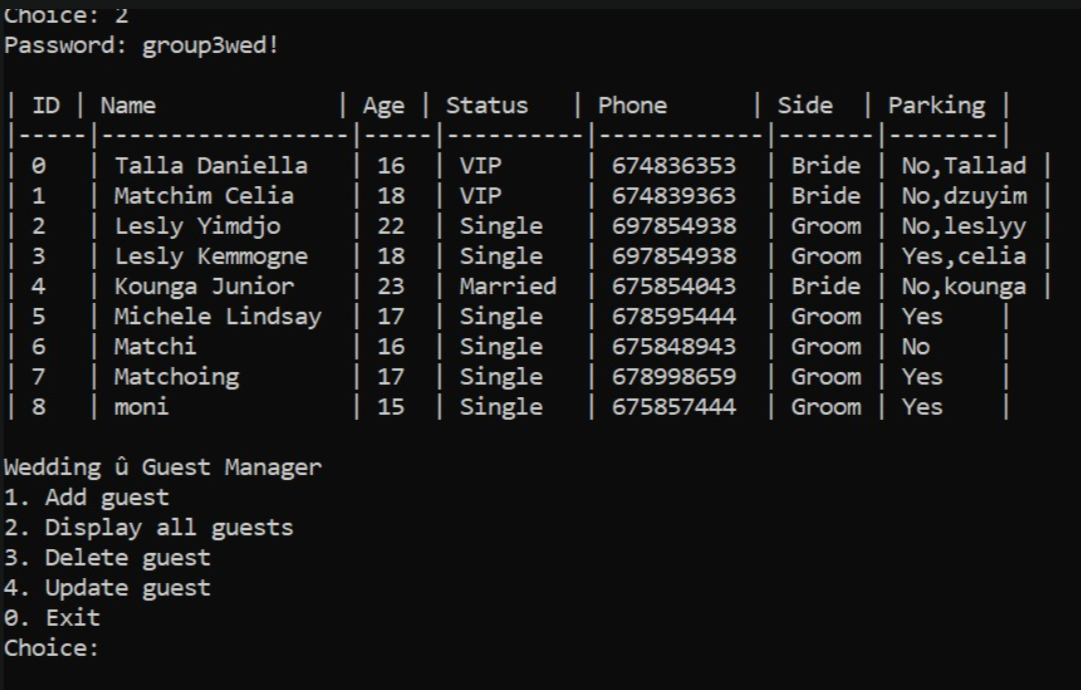 Choice: 2
Password: group3wed!
| ID | Name | Age | Status | Phone | Side | Parking |
|-----|------------------|-----|----------|------------|-------|--------|
| 0 | Talla Daniella | 16 | VIP | 674836353 | Bride | No,Tallad |
| 1 | Matchim Celia | 18 | VIP | 674839363 | Bride | No,dzuyim |
| 2 | Lesly Yimdjo | 22 | Single | 697854938 | Groom | No,leslyy |
| 3 | Lesly Kemmogne | 18 | Single | 697854938 | Groom | Yes,celia |
| 4 | Kounga Junior | 23 | Married | 675854043 | Bride | No,kounga |
| 5 | Michele Lindsay | 17 | Single | 678595444 | Groom | Yes |
| 6 | Matchi | 16 | Single | 675848943 | Groom | No |
| 7 | Matchoing | 17 | Single | 678998659 | Groom | Yes |
| 8 | moni | 15 | Single | 675857444 | Groom | Yes |
Wedding û Guest Manager
1. Add guest
2. Display all guests
3. Delete guest
4. Update guest
0. Exit
Choice: